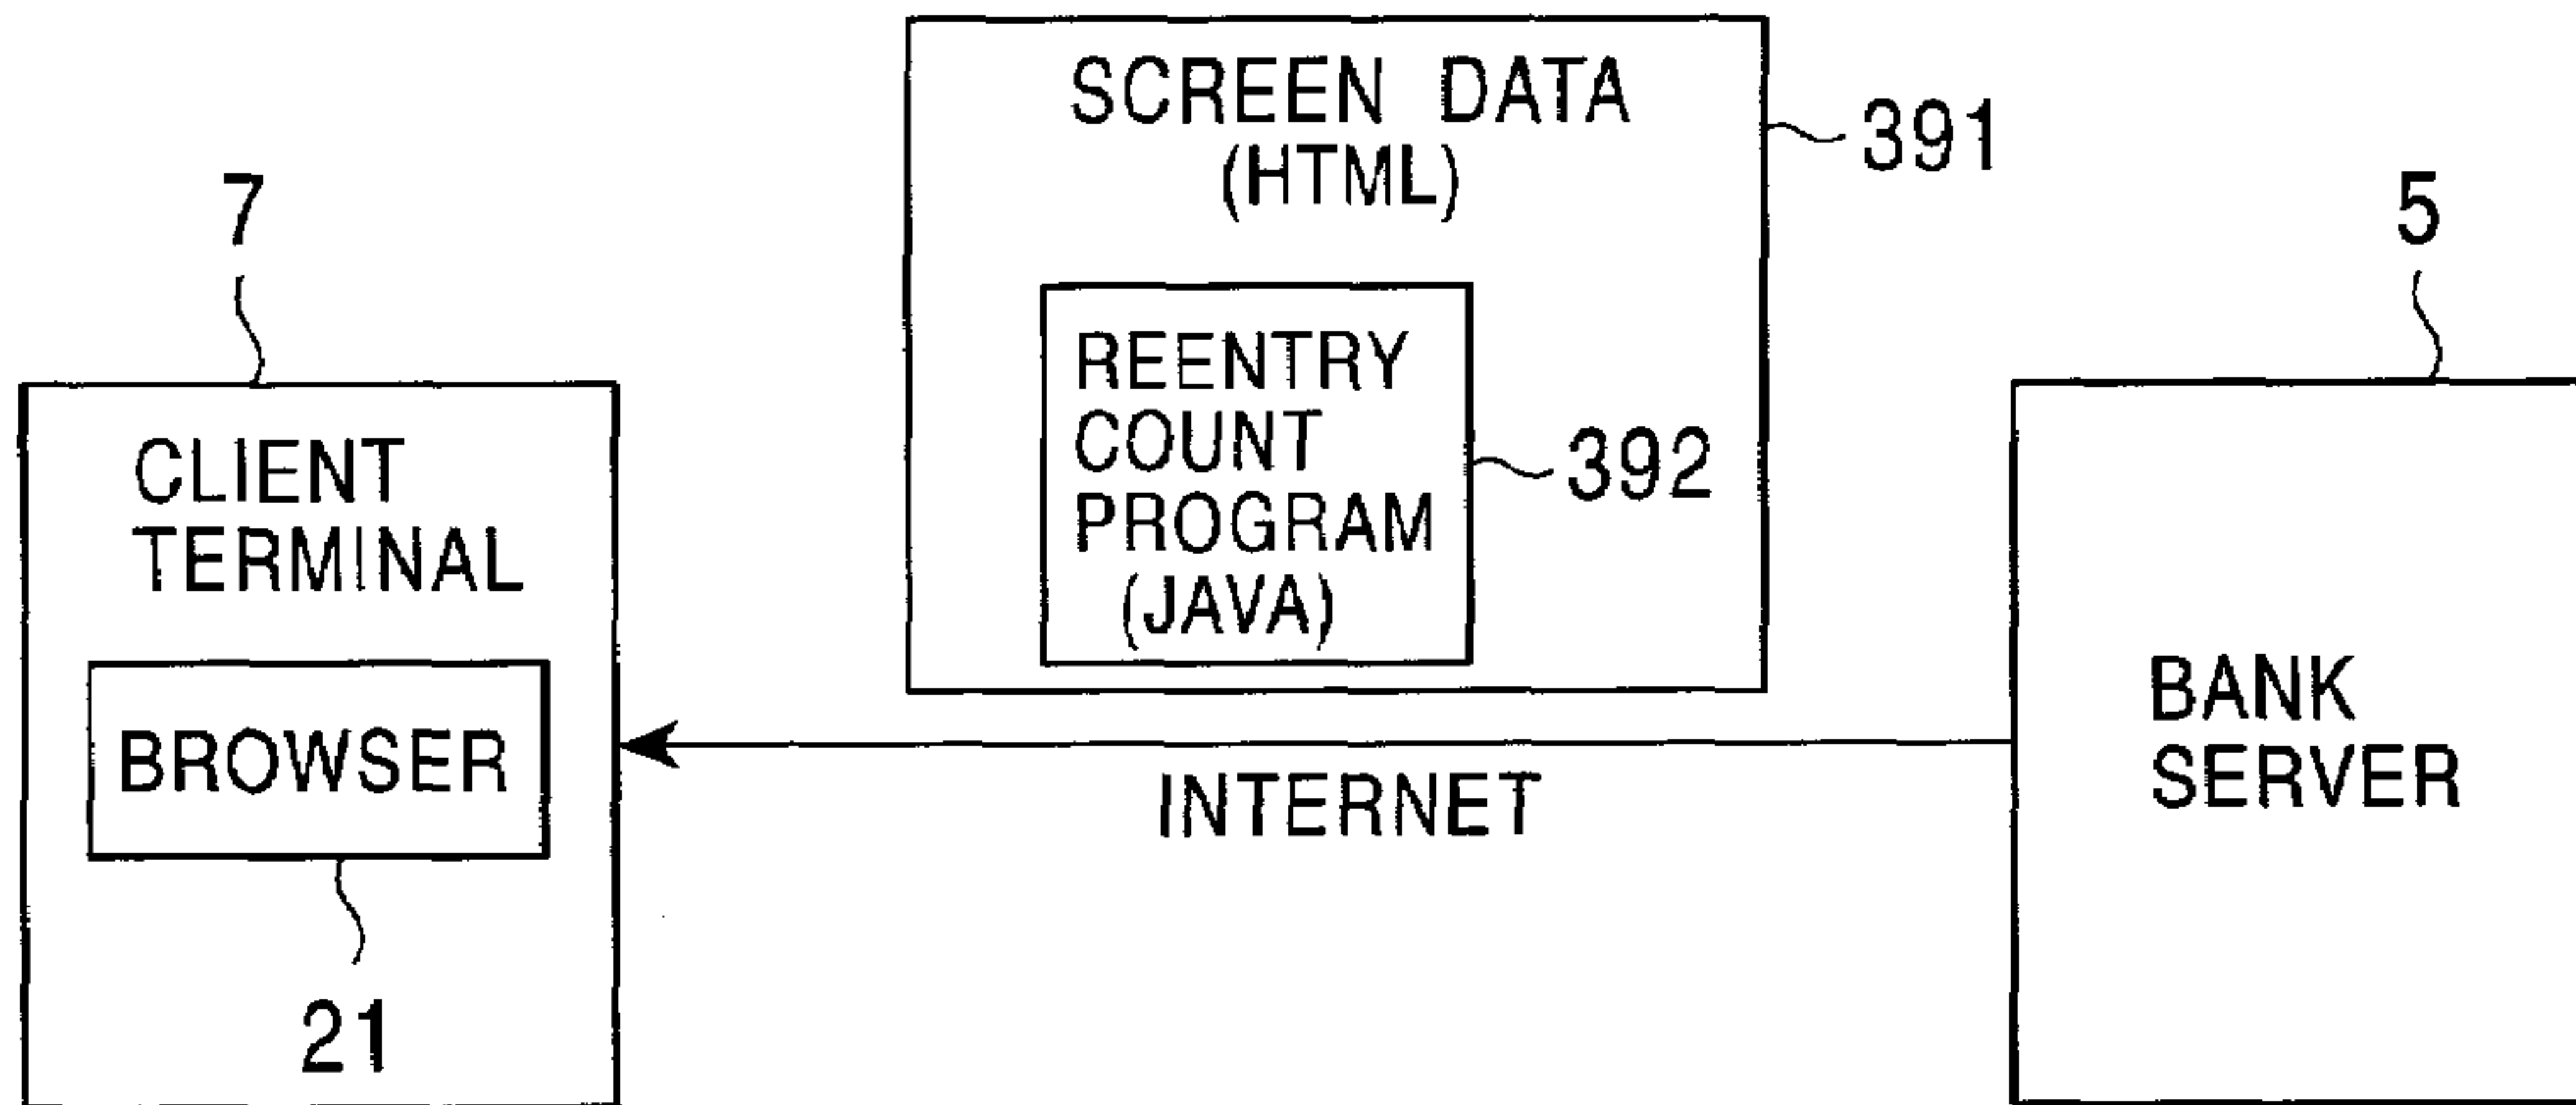 SCREEN DATA
(HTML)
391
7
5
REENTRY
COUNT
PROGRAM
(JAVA)
392
CLIENT
TERMINAL
BROWSER
21
INTERNET
BANK
SERVER